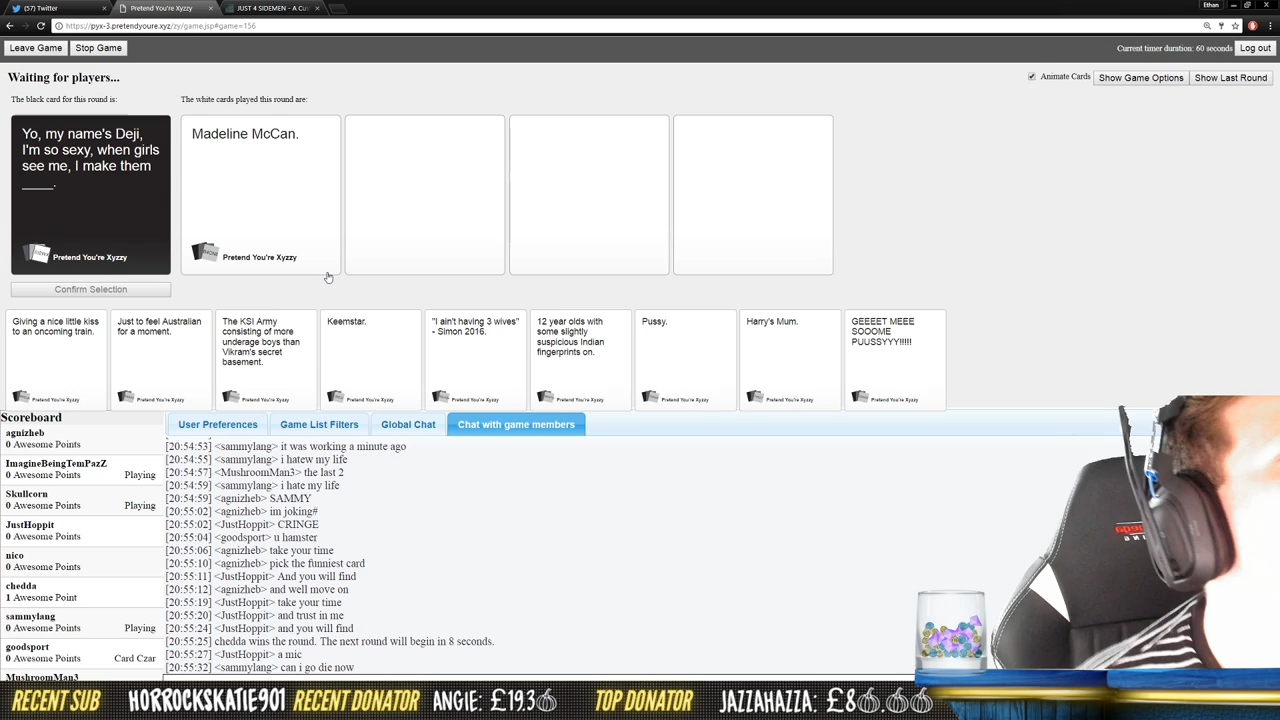 (57) Twitter
Pretend You're Xyzzy
JUST 4 SIDEMEN - A Cu
Ethan
https://pyx-3.pretendyoure.xyz/zy/game.jsp#game=156
Leave Game
Stop Game
Current timer duration: 60 seconds
Log out
Waiting for players...
Animate Cards
Show Game Options
Show Last Round
The black card for this round is:
The white cards played this round are:
Yo, my name's Deji,
I'm so sexy, when girls
see me, I make them
_____.
Pretend You're Xyzzy
Madeline McCan.
Pretend You're Xyzzy
Confirm Selection
Giving a nice little kiss
to an oncoming train.
Pretend You're Xyzzy
Just to feel Australian
for a moment.
Pretend You're Xyzzy
The KSI Army
consisting of more
underage boys than
Vikram's secret
basement.
Pretend You're Xyzzy
Keemstar.
Pretend You're Xyzzy
"I ain't having 3 wives"
- Simon 2016.
Pretend You're Xyzzy
12 year olds with
some slightly
suspicious Indian
fingerprints on.
Pretend You're Xyzzy
Pussy.
Pretend You're Xyzzy
Harry's Mum.
Pretend You're Xyzzy
GEEEET MEEE
SOOOME
PUUSSYYY!!!!!
Pretend You're Xyzzy
Scoreboard
agnizheb
0 Awesome Points
ImagineBeingTemPazZ
0 Awesome Points Playing
Skullcorn
0 Awesome Points Playing
JustHoppit
0 Awesome Points
nico
0 Awesome Points
chedda
1 Awesome Point
sammylang
0 Awesome Points Playing
goodsport
0 Awesome Points Card Czar
MushroomMan3
User Preferences
Game List Filters
Global Chat
Chat with game members
[20:54:53] <sammylang> it was working a minute ago
[20:54:55] <sammylang> i hatew my life
[20:54:57] <MushroomMan3> the last 2
[20:54:59] <sammylang> i hate my life
[20:54:59] <agnizheb> SAMMY
[20:55:02] <agnizheb> im joking#
[20:55:02] <JustHoppit> CRINGE
[20:55:04] <goodsport> u hamster
[20:55:06] <agnizheb> take your time
[20:55:10] <agnizheb> pick the funniest card
[20:55:11] <JustHoppit> And you will find
[20:55:12] <agnizheb> and well move on
[20:55:19] <JustHoppit> take your time
[20:55:20] <JustHoppit> and trust in me
[20:55:24] <JustHoppit> and you will find
[20:55:25] chedda wins the round. The next round will begin in 8 seconds.
[20:55:27] <JustHoppit> a mic
[20:55:32] <sammylang> can i go die now
RECENT SUB HORROCKSKATIE901 RECENT DONATOR ANGIE: £19.3 TOP DONATOR JAZZAHAZZA: £8